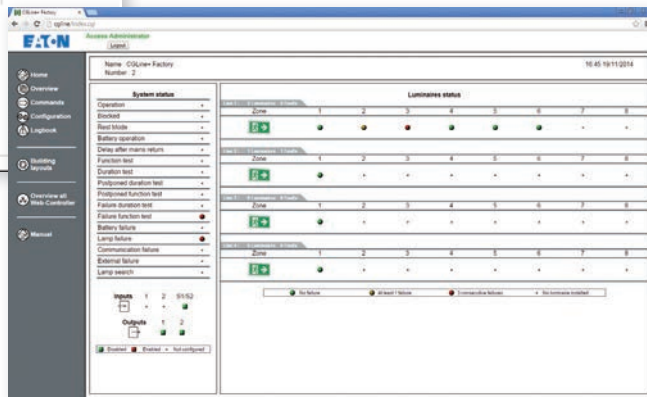 CGLine+ Factory
cgline/index.cgi
EATON
Access Administrator
Logout
Name : CGLine+ Factory
Number : 2
16:45 19/11/2014
Home
Overview
Commands
Configuration
Logbook
Building
layouts
Overview all
Web-Controller
Manual
System status
Operation
Blocked
Rest Mode
Battery operation
Delay after mains return
Function test
Duration test
Postponed duration test
Postponed function test
Failure duration test
Failure function test
Battery failure
Lamp failure
Communication failure
External failure
Lamp search
Inputs 1 2 S1/S2
Outputs 1 2
Disabled Enabled Not configured
Luminaires status
Zone 1 2 3 4 5 6 7 8
Zone 1 2 3 4 5 6 7 8
Zone 1 2 3 4 5 6 7 8
Zone 1 2 3 4 5 6 7 8
No failure At least 1 failure 3 consecutive failures No luminaire installed